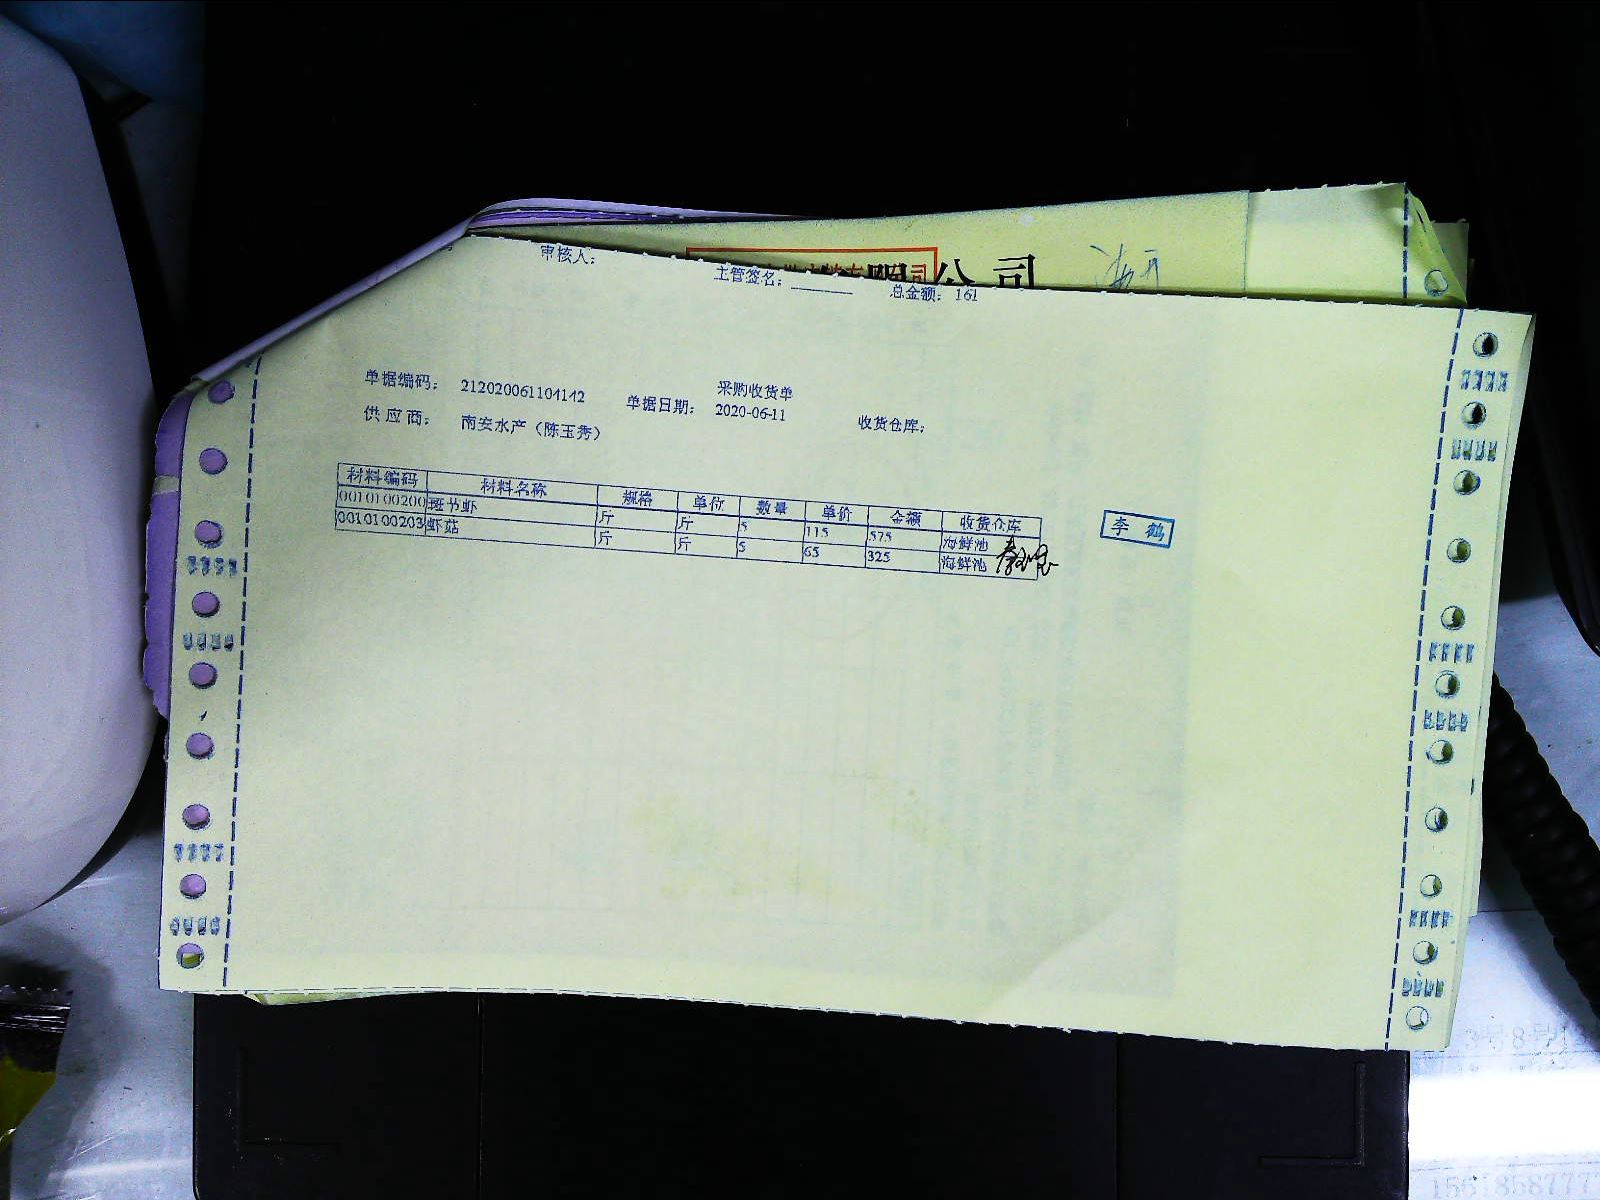 公司
审核人：
主管签名：
总金额：161
采购收货单
单据编码：212020061104142 单据日期：2020-06-11 收货仓库：
供应商：南安水产（陈玉秀）
材料编码 材料名称 规格 单位 数量 单价 金额 收货仓库
0010100200 斑节虾 斤 斤 5 115 575 海鲜池
0010100203 虾菇 斤 斤 5 65 325 海鲜池
李 鹤